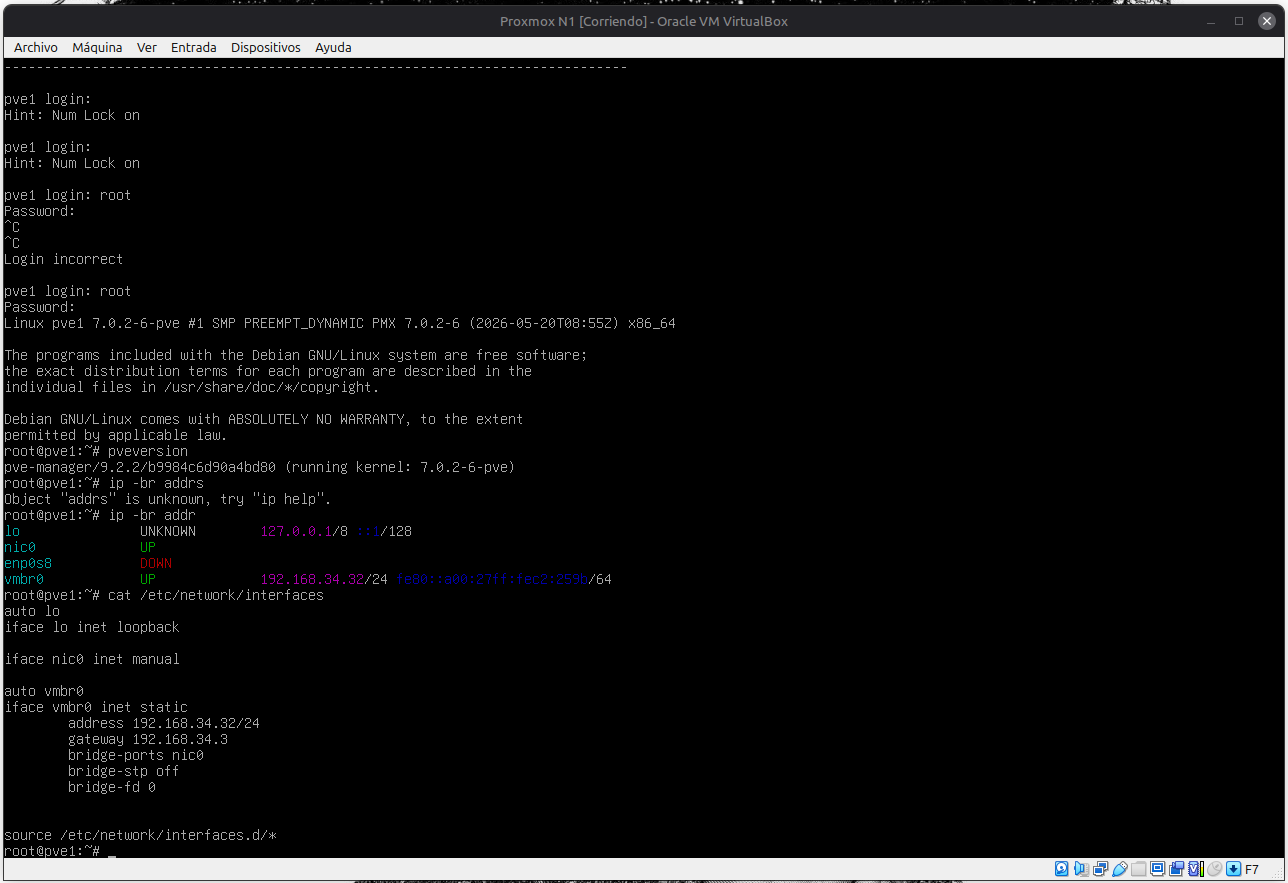 Proxmox N1 [Corriendo] - Oracle VM VirtualBox
Archivo Máquina Ver Entrada Dispositivos Ayuda
------------------------------------------------------------------------------
pve1 login:
Hint: Num Lock on
pve1 login:
Hint: Num Lock on
pve1 login: root
Password:
^C
^C
Login incorrect
pve1 login: root
Password:
Linux pve1 7.0.2-6-pve #1 SMP PREEMPT_DYNAMIC PMX 7.0.2-6 (2026-05-20T08:55Z) x86_64
The programs included with the Debian GNU/Linux system are free software;
the exact distribution terms for each program are described in the
individual files in /usr/share/doc/*/copyright.
Debian GNU/Linux comes with ABSOLUTELY NO WARRANTY, to the extent
permitted by applicable law.
root@pve1:~# pveversion
pve-manager/9.2.2/b9984c6d90a4bd80 (running kernel: 7.0.2-6-pve)
root@pve1:~# ip -br addrs
Object "addrs" is unknown, try "ip help".
root@pve1:~# ip -br addr
lo UNKNOWN 127.0.0.1/8 ::1/128
nic0 UP
enp0s8 DOWN
vmbr0 UP 192.168.34.32/24 fe80::a00:27ff:fec2:259b/64
root@pve1:~# cat /etc/network/interfaces
auto lo
iface lo inet loopback
iface nic0 inet manual
auto vmbr0
iface vmbr0 inet static
address 192.168.34.32/24
gateway 192.168.34.3
bridge-ports nic0
bridge-stp off
bridge-fd 0
source /etc/network/interfaces.d/*
root@pve1:~# _
F7